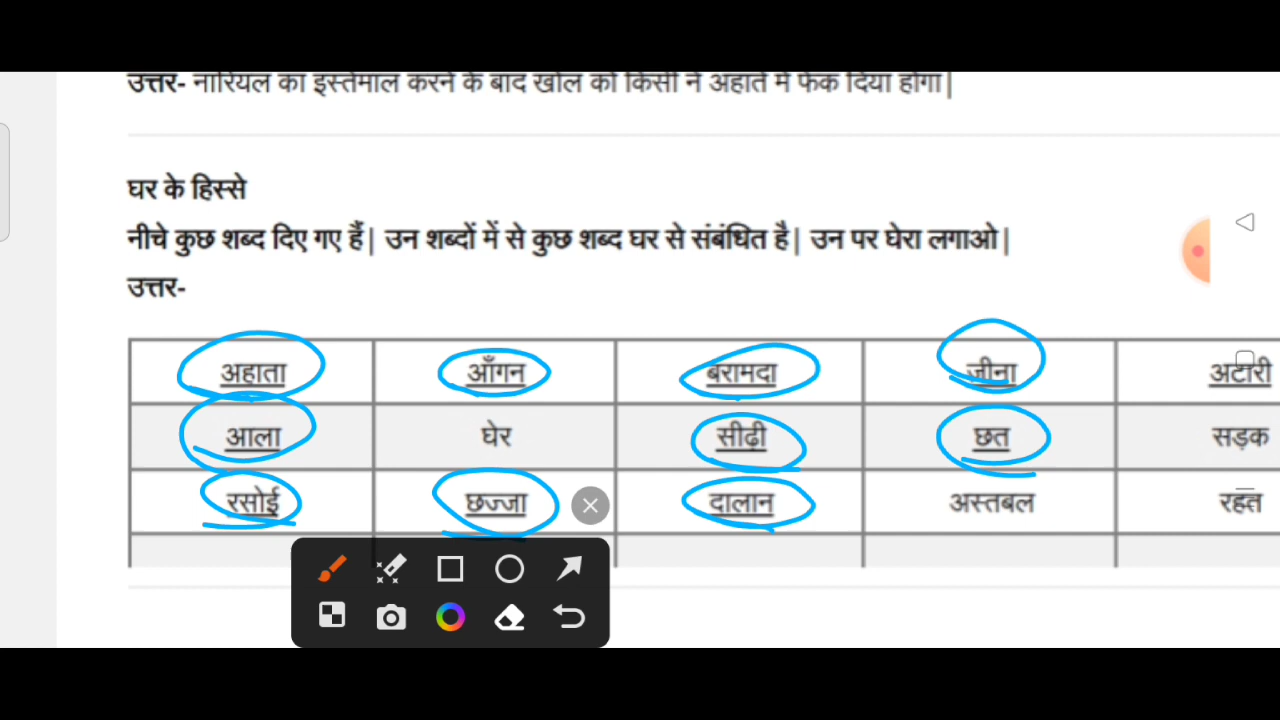 उत्तर- नारियल का इस्तेमाल करने के बाद खोल को किसी ने अहाते में फेंक दिया होगा|
घर के हिस्से
नीचे कुछ शब्द दिए गए हैं| उन शब्दों में से कुछ शब्द घर से संबंधित है| उन पर घेरा लगाओ|
उत्तर-
अहाता आँगन बरामदा जीना अटारी
आला घेर सीढ़ी छत सड़क
रसोई छज्जा दालान अस्तबल रहत